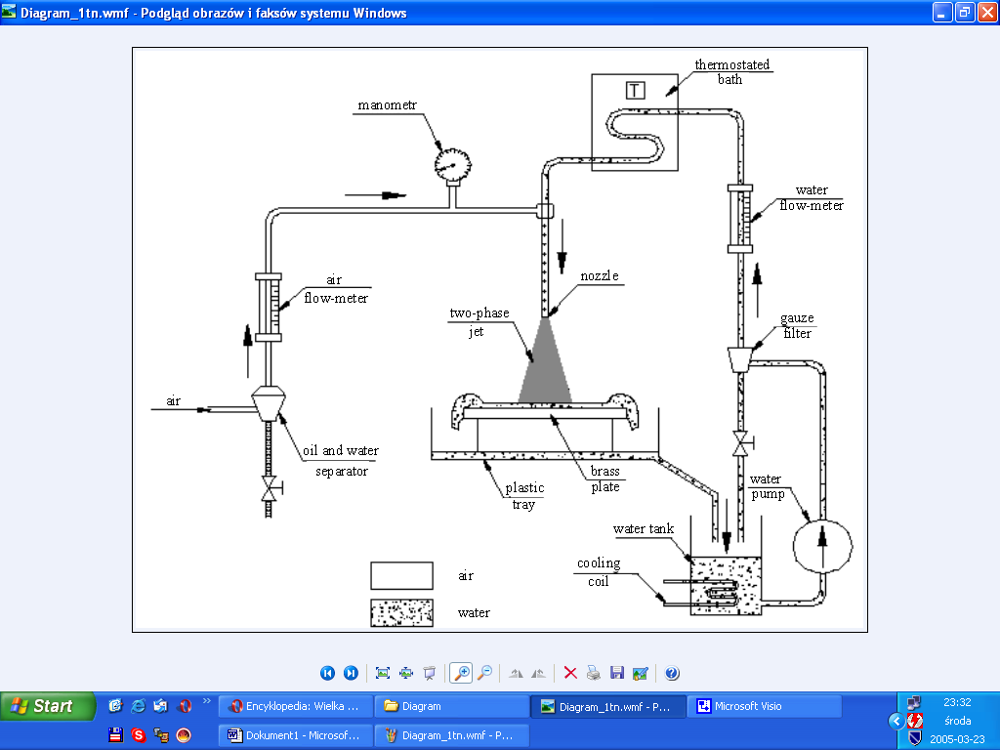 Diagram_1tn.wmf - Podgląd obrazów i faksów systemu Windows
thermostated
bath
T
manometr
water
flow-meter
air
flow-meter
nozzle
two-phase
jet
gauze
filter
air
oil and water
separator
brass
plate
plastic
tray
water
pump
water tank
cooling
coil
air
water
Start
»
Encyklopedia: Wielka ...
Diagram
Diagram_1tn.wmf - P...
Microsoft Visio
23:32
środa
2005-03-23
Dokument1 - Microsof...
Diagram_1tn.wmf - P...